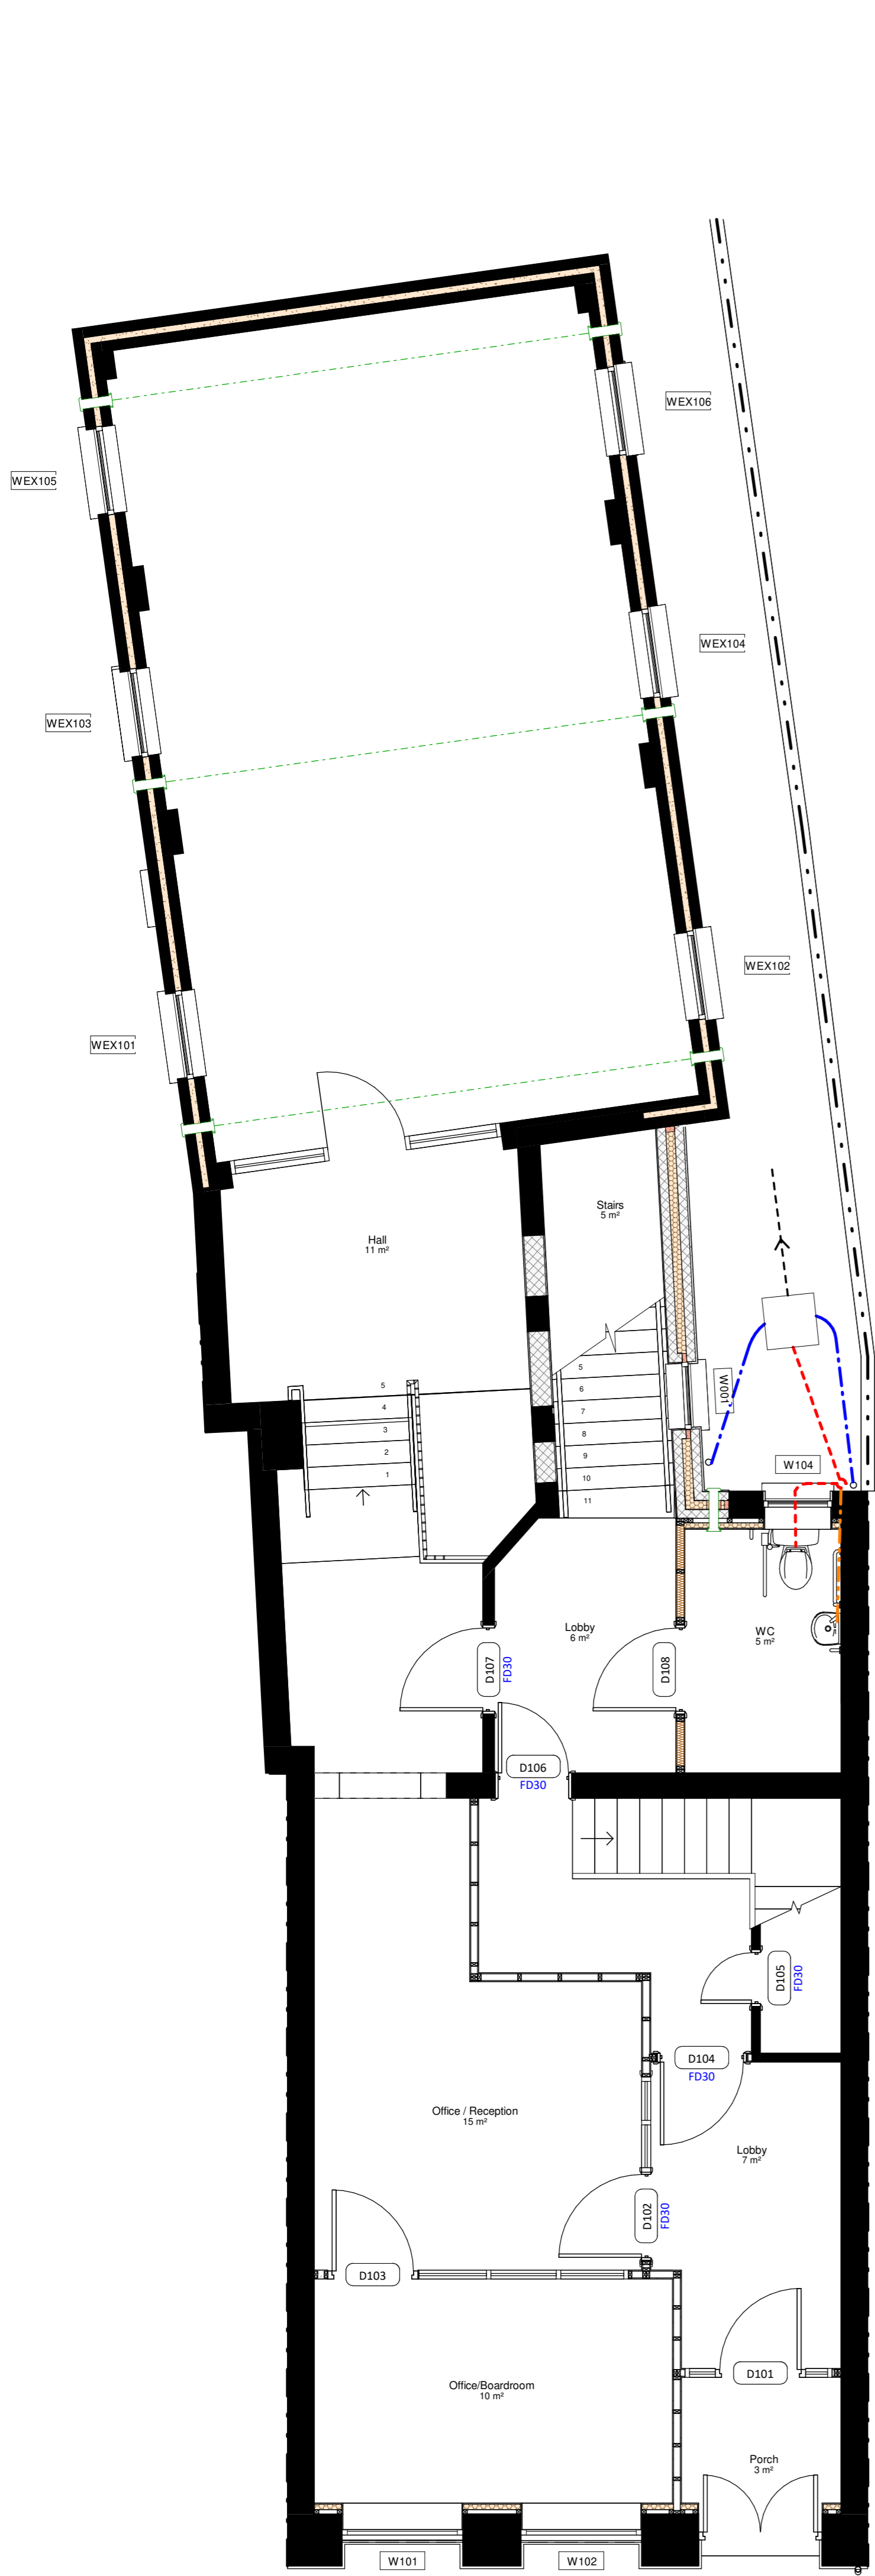 WEX106
WEX105
WEX104
WEX103
WEX102
WEX101
Stairs
5 m²
Hall
11 m²
5
4
3
2
1
5
6
7
8
9
10
11
W001
W104
Lobby
6 m²
WC
5 m²
D107
FD30
D108
D106
FD30
D105
FD30
D104
FD30
Office / Reception
15 m²
Lobby
7 m²
D102
FD30
D103
D101
Office/Boardroom
10 m²
Porch
3 m²
W101
W102